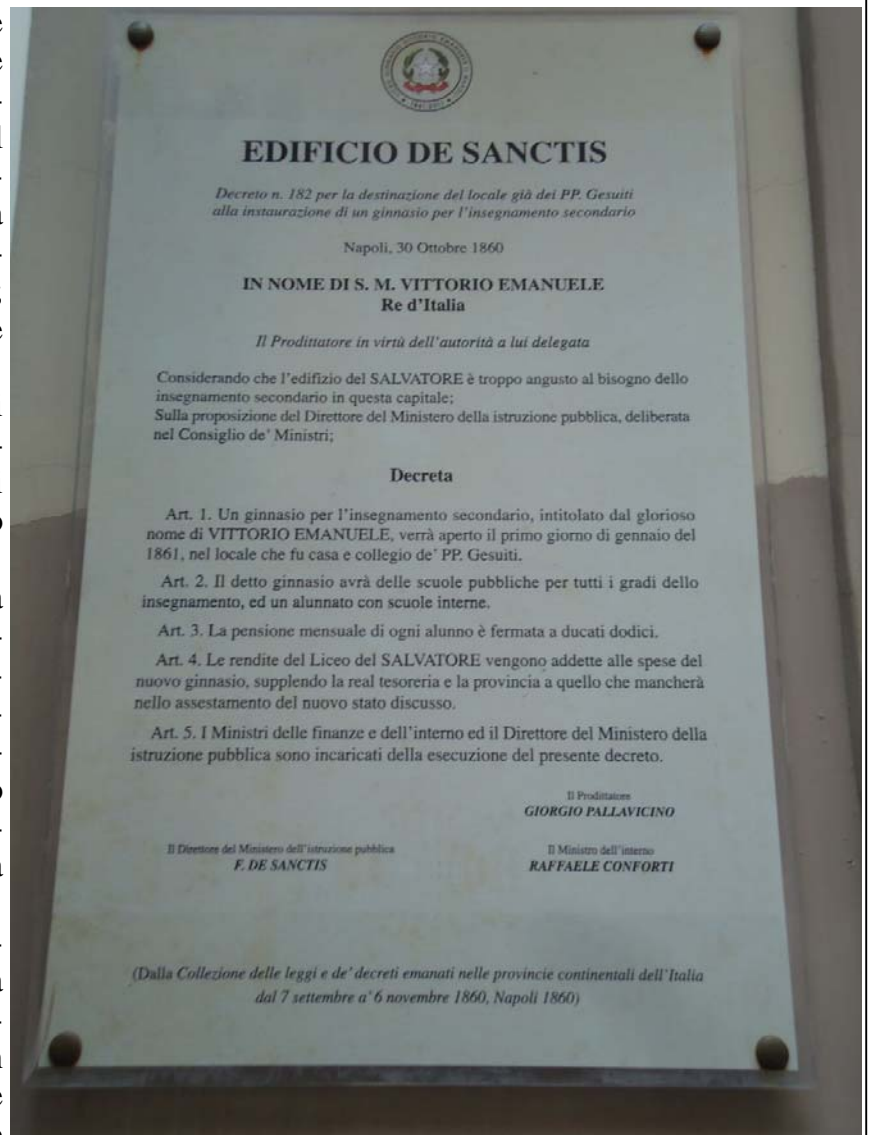 EDIFICIO DE SANCTIS
Decreto n. 182 per la destinazione del locale già dei PP. Gesuiti
alla instaurazione di un ginnasio per l'insegnamento secondario
Napoli, 30 Ottobre 1860
IN NOME DI S. M. VITTORIO EMANUELE
Re d'Italia
Il Prodittatore in virtù dell'autorità a lui delegata
Considerando che l'edifizio del SALVATORE è troppo angusto al bisogno dello
insegnamento secondario in questa capitale;
Sulla proposizione del Direttore del Ministero della istruzione pubblica, deliberata
nel Consiglio de' Ministri;
Decreta
Art. 1. Un ginnasio per l'insegnamento secondario, intitolato dal glorioso
nome di VITTORIO EMANUELE, verrà aperto il primo giorno di gennaio del
1861, nel locale che fu casa e collegio de' PP. Gesuiti.
Art. 2. Il detto ginnasio avrà delle scuole pubbliche per tutti i gradi dello
insegnamento, ed un alunnato con scuole interne.
Art. 3. La pensione mensuale di ogni alunno è fermata a ducati dodici.
Art. 4. Le rendite del Liceo del SALVATORE vengono addette alle spese del
nuovo ginnasio, supplendo la real tesoreria e la provincia a quello che mancherà
nello assestamento del nuovo stato discusso.
Art. 5. I Ministri delle finanze e dell'interno ed il Direttore del Ministero della
istruzione pubblica sono incaricati della esecuzione del presente decreto.
Il Prodittatore
GIORGIO PALLAVICINO
Il Direttore del Ministero dell'istruzione pubblica
F. DE SANCTIS
Il Ministro dell'interno
RAFFAELE CONFORTI
(Dalla Collezione delle leggi e de' decreti emanati nelle provincie continentali dell'Italia
dal 7 settembre a' 6 novembre 1860, Napoli 1860)